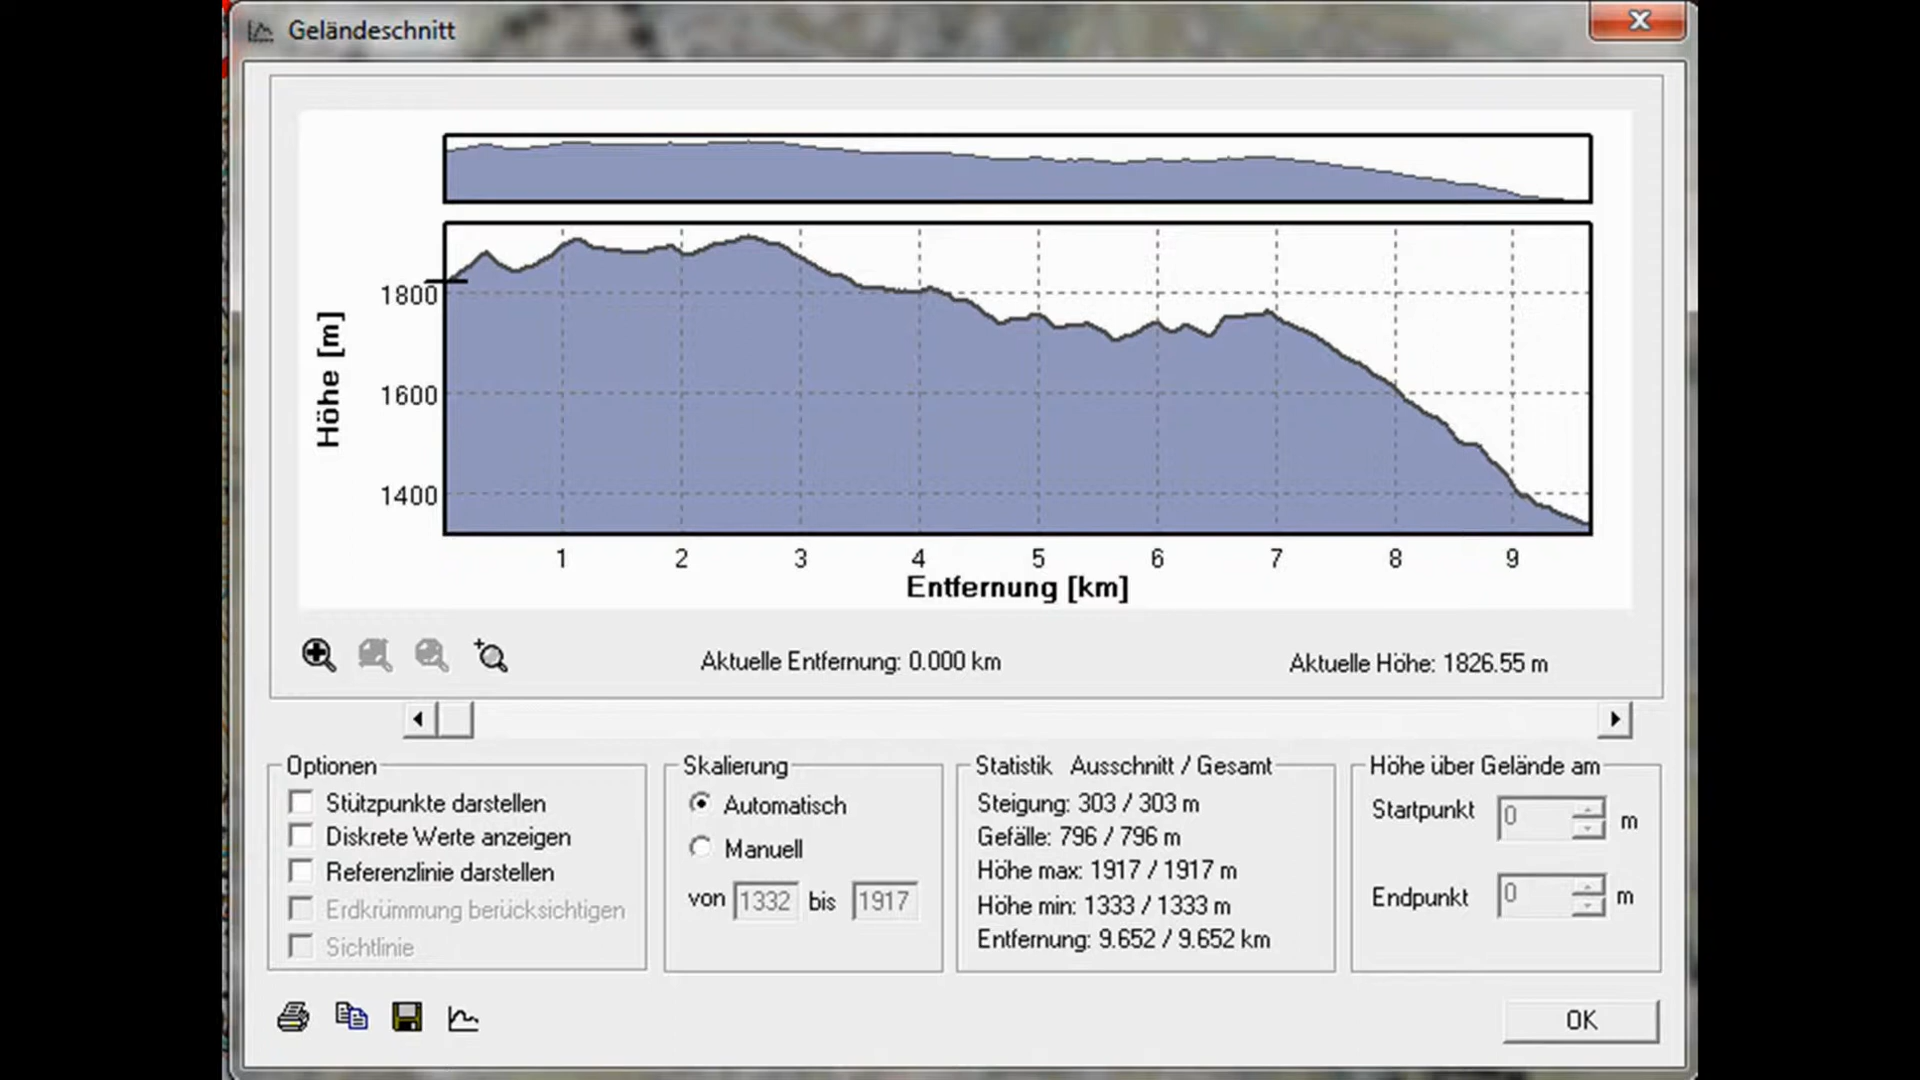 Geländeschnitt
Höhe [m]
1800
1600
1400
1 2 3 4 5 6 7 8 9
Entfernung [km]
Aktuelle Entfernung: 0.000 km
Aktuelle Höhe: 1826.55 m
Optionen
Stützpunkte darstellen
Diskrete Werte anzeigen
Referenzlinie darstellen
Erdkrümmung berücksichtigen
Sichtlinie
Skalierung
Automatisch
Manuell
von 1332 bis 1917
Statistik Ausschnitt / Gesamt
Steigung: 303 / 303 m
Gefälle: 796 / 796 m
Höhe max: 1917 / 1917 m
Höhe min: 1333 / 1333 m
Entfernung: 9.652 / 9.652 km
Höhe über Gelände am
Startpunkt 0 m
Endpunkt 0 m
OK